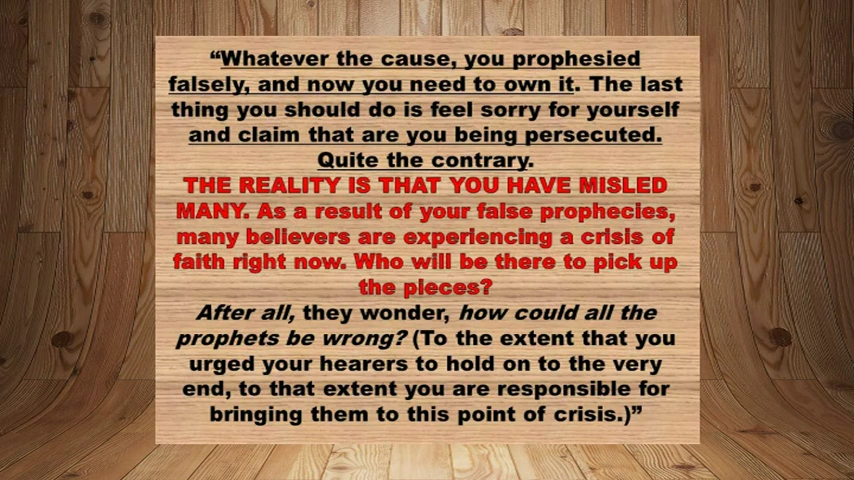 “Whatever the cause, you prophesied
falsely, and now you need to own it. The last
thing you should do is feel sorry for yourself
and claim that are you being persecuted.
Quite the contrary.
THE REALITY IS THAT YOU HAVE MISLED
MANY. As a result of your false prophecies,
many believers are experiencing a crisis of
faith right now. Who will be there to pick up
the pieces?
After all, they wonder, how could all the
prophets be wrong? (To the extent that you
urged your hearers to hold on to the very
end, to that extent you are responsible for
bringing them to this point of crisis.)”